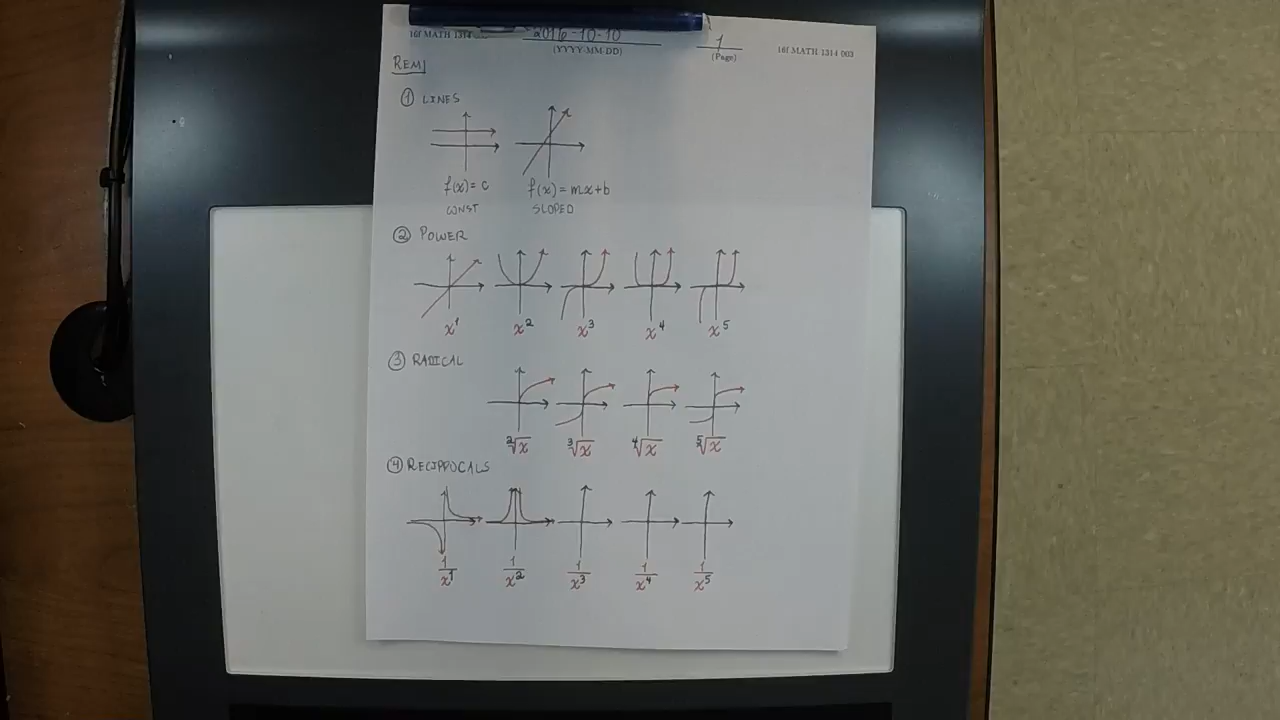 16f MATH 1314
2016-10-10
(YYYY-MM-DD)
1
(Page)
16f MATH 1314 003
REM
① LINES
f(x) = c
CONST
f(x) = mx+b
SLOPED
② POWER
x¹ x² x³ x⁴ x⁵
③ RADICAL
²√x ³√x ⁴√x ⁵√x
④ RECIPROCALS
1/x¹ 1/x² 1/x³ 1/x⁴ 1/x⁵